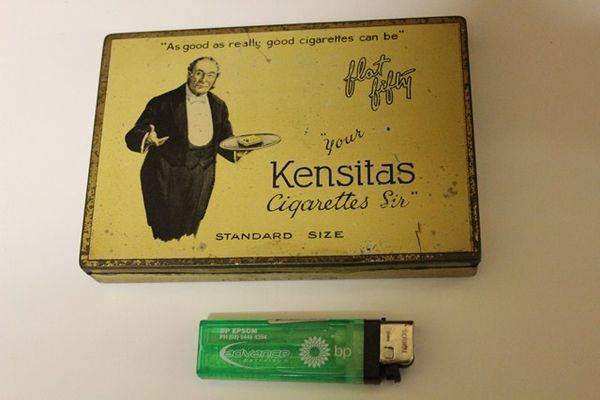 "As good as really good cigarettes can be"
flat
fifty
"your
Kensitas
Cigarettes Sir"
STANDARD SIZE
BP EPSOM
advance
bp